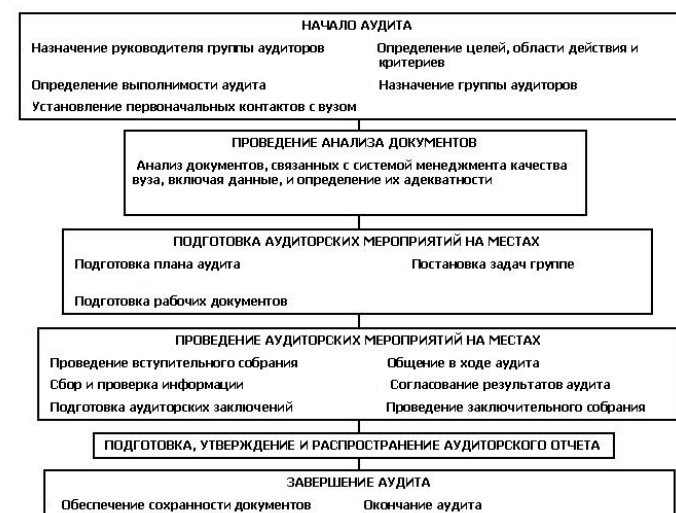 НАЧАЛО АУДИТА
Назначение руководителя группы аудиторов
Определение целей, области действия и
критериев
Определение выполнимости аудита
Назначение группы аудиторов
Установление первоначальных контактов с вузом
ПРОВЕДЕНИЕ АНАЛИЗА ДОКУМЕНТОВ
Анализ документов, связанных с системой менеджмента качества
вуза, включая данные, и определение их адекватности
ПОДГОТОВКА АУДИТОРСКИХ МЕРОПРИЯТИЙ НА МЕСТАХ
Подготовка плана аудита
Постановка задач группе
Подготовка рабочих документов
ПРОВЕДЕНИЕ АУДИТОРСКИХ МЕРОПРИЯТИЙ НА МЕСТАХ
Проведение вступительного собрания
Общение в ходе аудита
Сбор и проверка информации
Согласование результатов аудита
Подготовка аудиторских заключений
Проведение заключительного собрания
ПОДГОТОВКА, УТВЕРЖДЕНИЕ И РАСПРОСТРАНЕНИЕ АУДИТОРСКОГО ОТЧЕТА
ЗАВЕРШЕНИЕ АУДИТА
Обеспечение сохранности документов
Окончание аудита